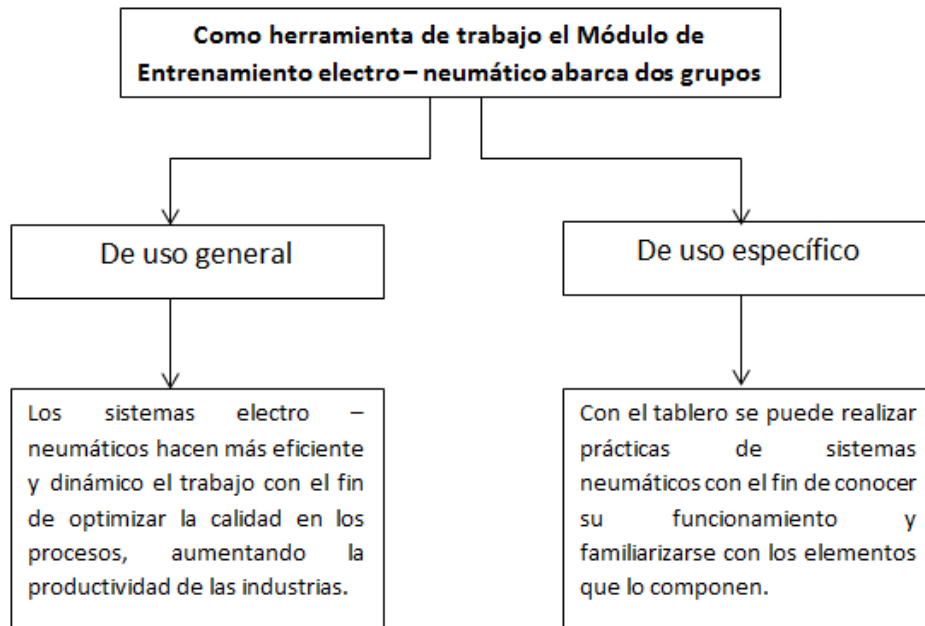 Como herramienta de trabajo el Módulo de
Entrenamiento electro – neumático abarca dos grupos
De uso general
De uso específico
Los sistemas electro –
neumáticos hacen más eficiente
y dinámico el trabajo con el fin
de optimizar la calidad en los
procesos, aumentando la
productividad de las industrias.
Con el tablero se puede realizar
prácticas de sistemas
neumáticos con el fin de conocer
su funcionamiento y
familiarizarse con los elementos
que lo componen.